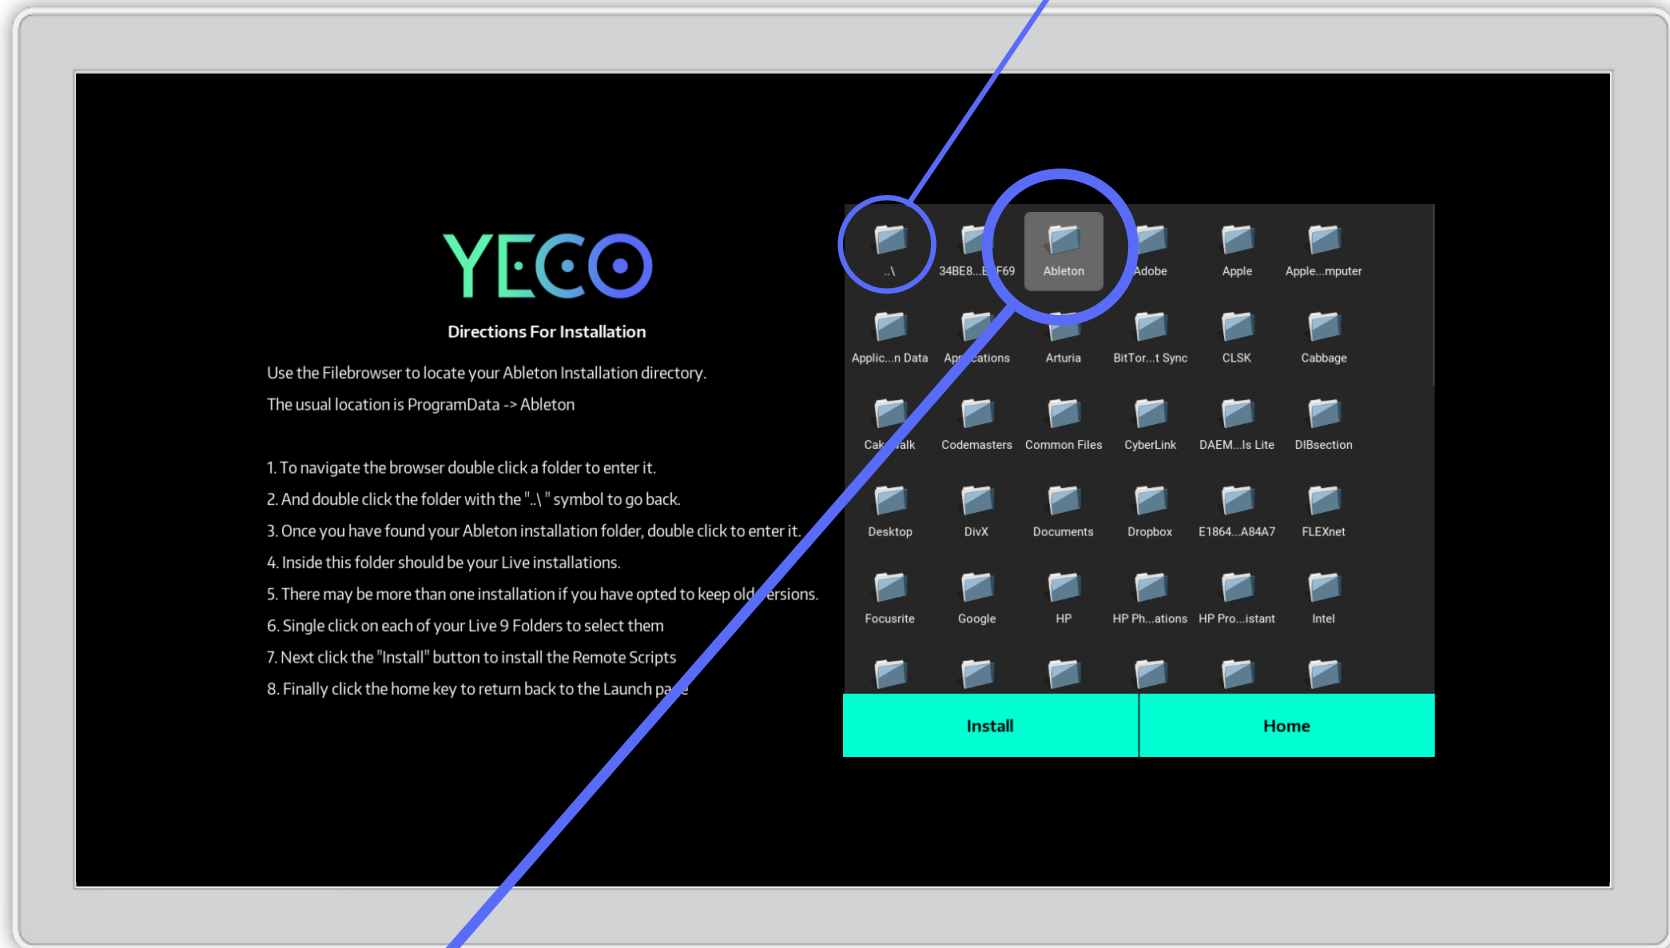 YECO
Directions For Installation
Use the Filebrowser to locate your Ableton Installation directory.
The usual location is ProgramData -> Ableton
1. To navigate the browser double click a folder to enter it.
2. And double click the folder with the "..\ " symbol to go back.
3. Once you have found your Ableton installation folder, double click to enter it.
4. Inside this folder should be your Live installations.
5. There may be more than one installation if you have opted to keep old versions.
6. Single click on each of your Live 9 Folders to select them
7. Next click the "Install" button to install the Remote Scripts
8. Finally click the home key to return back to the Launch page
..\ Ableton Adobe Apple Apple...mputer
Applic...n Data Applications Arturia BitTor...t Sync CLSK Cabbage
Cakewalk Codemasters Common Files CyberLink DAEM...ls Lite DIBsection
Desktop DivX Documents Dropbox E1864...A84A7 FLEXnet
Focusrite Google HP HP Ph...ations HP Pro...istant Intel
Install Home